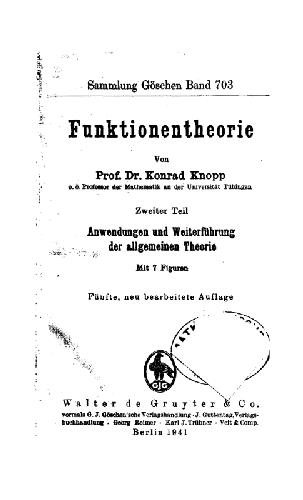 Sammlung Göschen Band 703
Funktionentheorie
Von
Prof. Dr. Konrad Knopp
o. ö. Professor der Mathematik an der Universität Tübingen
Zweiter Teil
Anwendungen und Weiterführung
der allgemeinen Theorie
Mit 7 Figuren
Fünfte, neu bearbeitete Auflage
Walter de Gruyter & Co.
vormals G. J. Göschen'sche Verlagshandlung · J. Guttentag, Verlags-
buchhandlung · Georg Reimer · Karl J. Trübner · Veit & Comp.
Berlin 1941